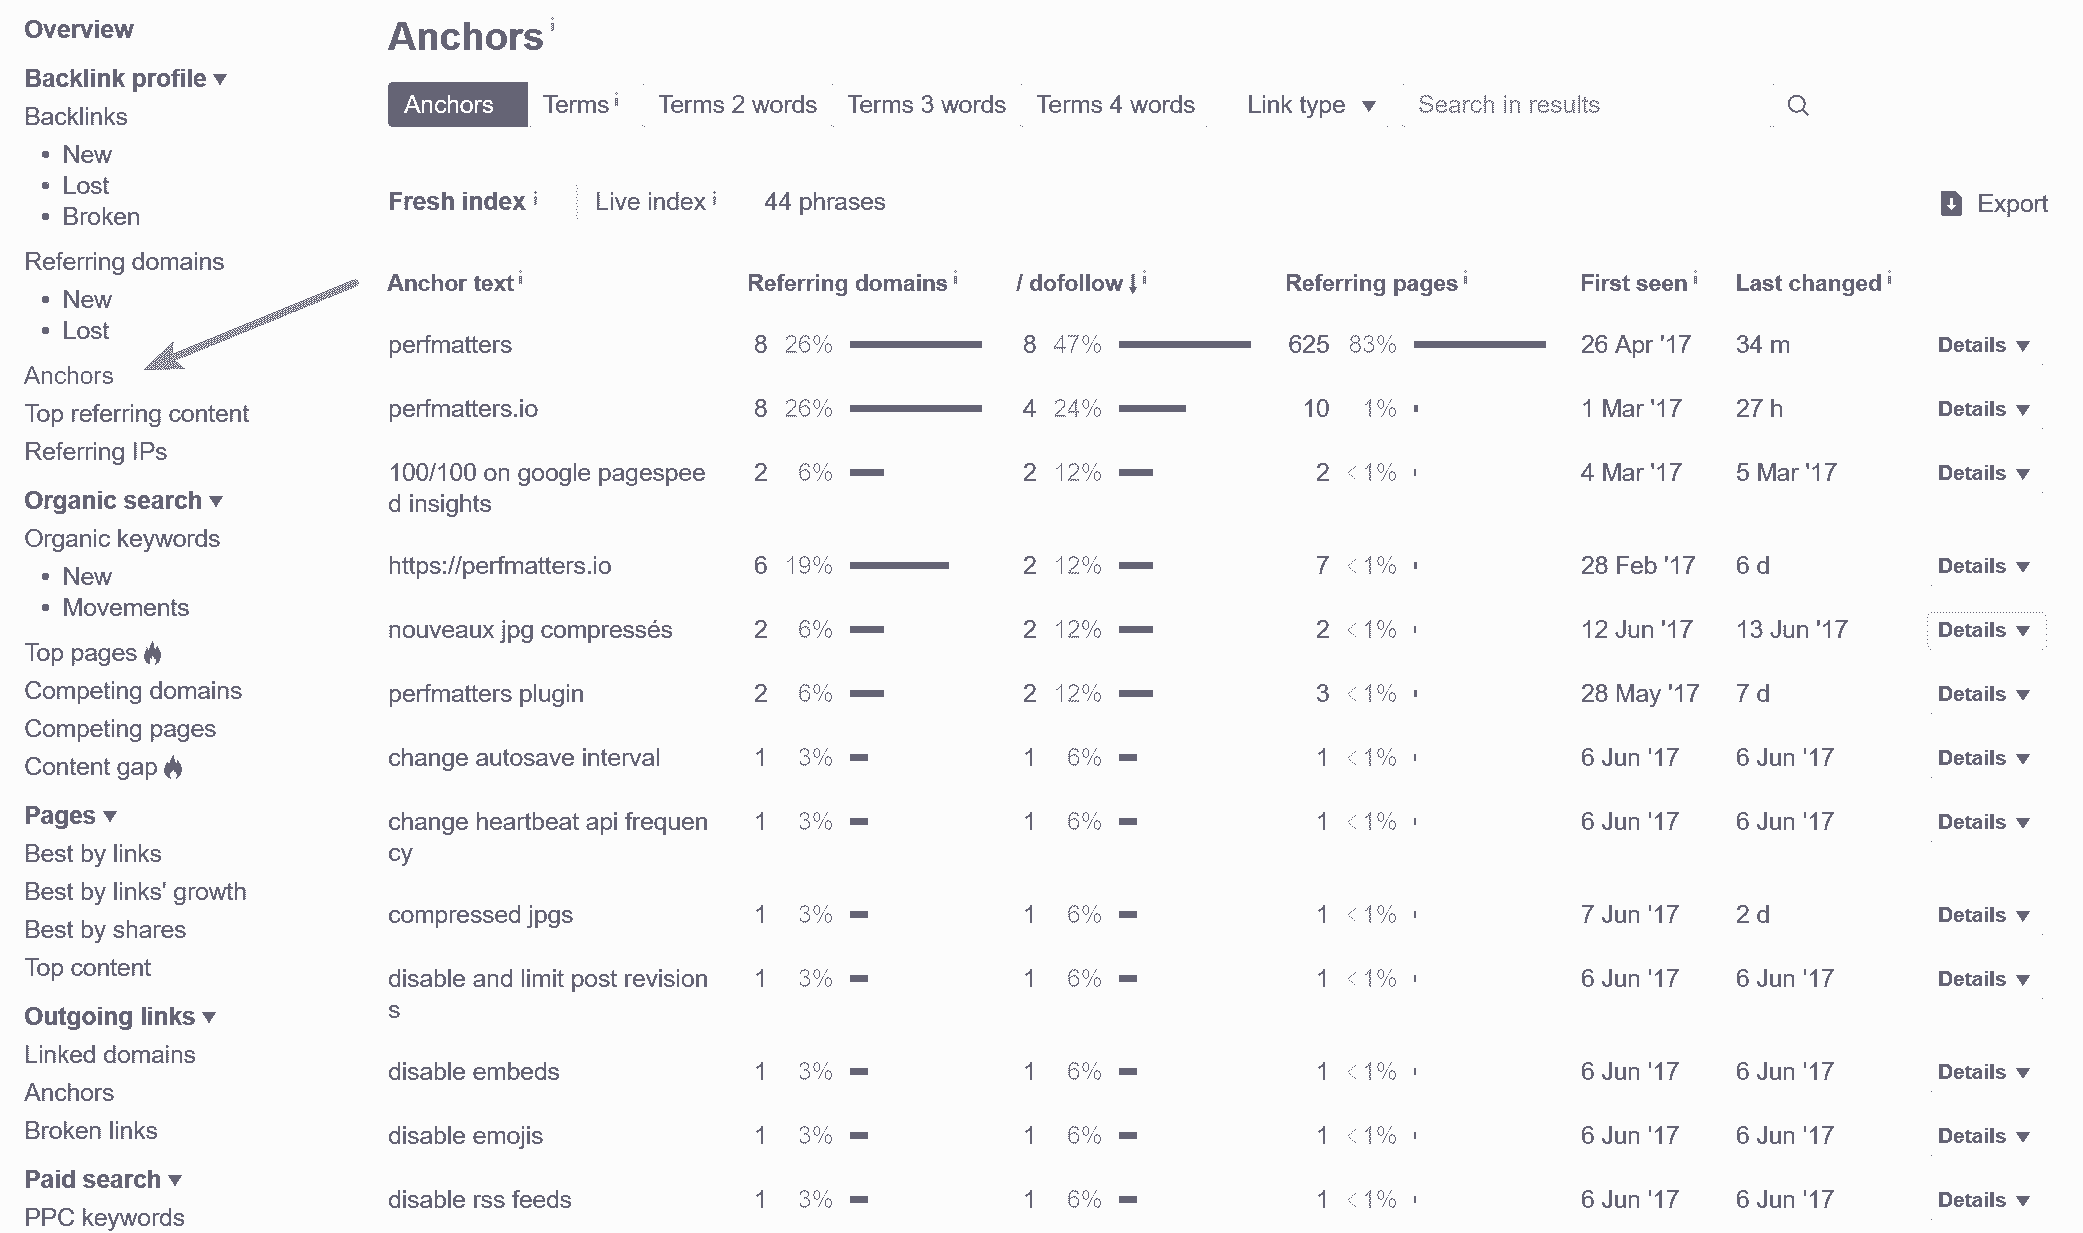 Overview
Backlink profile
Backlinks
New
Lost
Broken
Referring domains
New
Lost
Anchors
Top referring content
Referring IPs
Organic search
Organic keywords
New
Movements
Top pages
Competing domains
Competing pages
Content gap
Pages
Best by links
Best by links' growth
Best by shares
Top content
Outgoing links
Linked domains
Anchors
Broken links
Paid search
PPC keywords
Anchors i
Anchors Terms i Terms 2 words Terms 3 words Terms 4 words Link type Search in results
Fresh index i Live index i 44 phrases Export
Anchor text i Referring domains i / dofollow ↓ i Referring pages i First seen i Last changed i
perfmatters 8 26% 8 47% 625 83% 26 Apr '17 34 m Details
perfmatters.io 8 26% 4 24% 10 1% 1 Mar '17 27 h Details
100/100 on google pagespee 2 6% 2 12% 2 <1% 4 Mar '17 5 Mar '17 Details
d insights
https://perfmatters.io 6 19% 2 12% 7 <1% 28 Feb '17 6 d Details
nouveaux jpg compressés 2 6% 2 12% 2 <1% 12 Jun '17 13 Jun '17 Details
perfmatters plugin 2 6% 2 12% 3 <1% 28 May '17 7 d Details
change autosave interval 1 3% 1 6% 1 <1% 6 Jun '17 6 Jun '17 Details
change heartbeat api frequen 1 3% 1 6% 1 <1% 6 Jun '17 6 Jun '17 Details
cy
compressed jpgs 1 3% 1 6% 1 <1% 7 Jun '17 2 d Details
disable and limit post revision 1 3% 1 6% 1 <1% 6 Jun '17 6 Jun '17 Details
s
disable embeds 1 3% 1 6% 1 <1% 6 Jun '17 6 Jun '17 Details
disable emojis 1 3% 1 6% 1 <1% 6 Jun '17 6 Jun '17 Details
disable rss feeds 1 3% 1 6% 1 <1% 6 Jun '17 6 Jun '17 Details